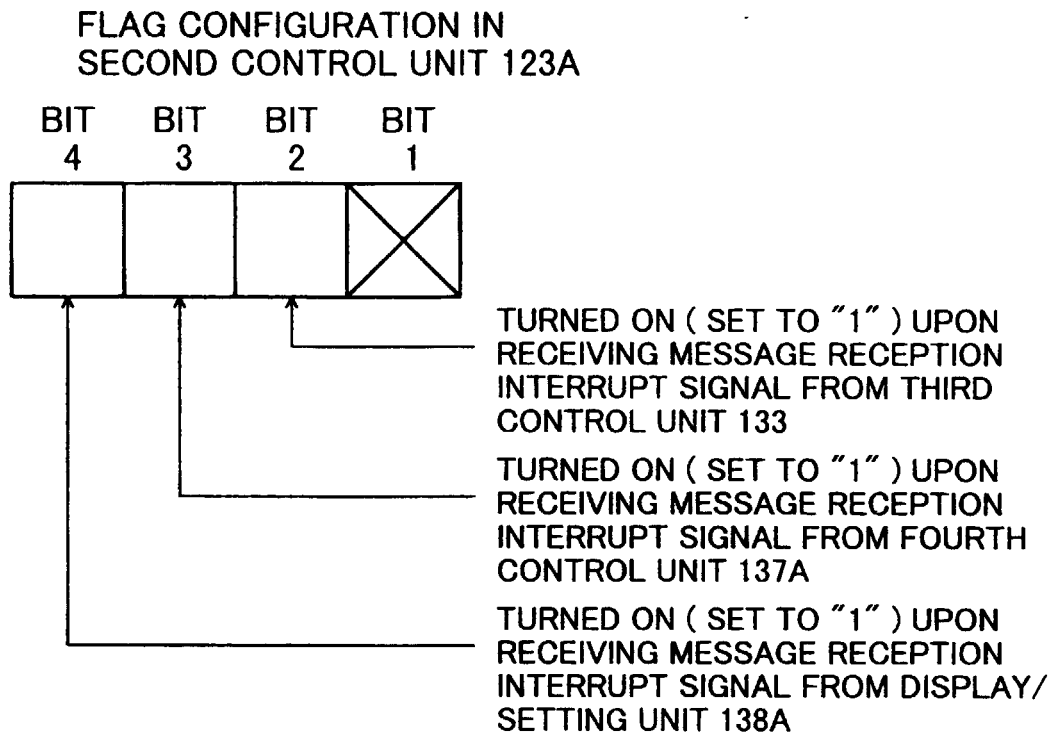 FLAG CONFIGURATION IN
SECOND CONTROL UNIT 123A
BIT BIT BIT BIT
4 3 2 1
TURNED ON ( SET TO ″1″ ) UPON
RECEIVING MESSAGE RECEPTION
INTERRUPT SIGNAL FROM THIRD
CONTROL UNIT 133
TURNED ON ( SET TO ″1″ ) UPON
RECEIVING MESSAGE RECEPTION
INTERRUPT SIGNAL FROM FOURTH
CONTROL UNIT 137A
TURNED ON ( SET TO ″1″ ) UPON
RECEIVING MESSAGE RECEPTION
INTERRUPT SIGNAL FROM DISPLAY/
SETTING UNIT 138A